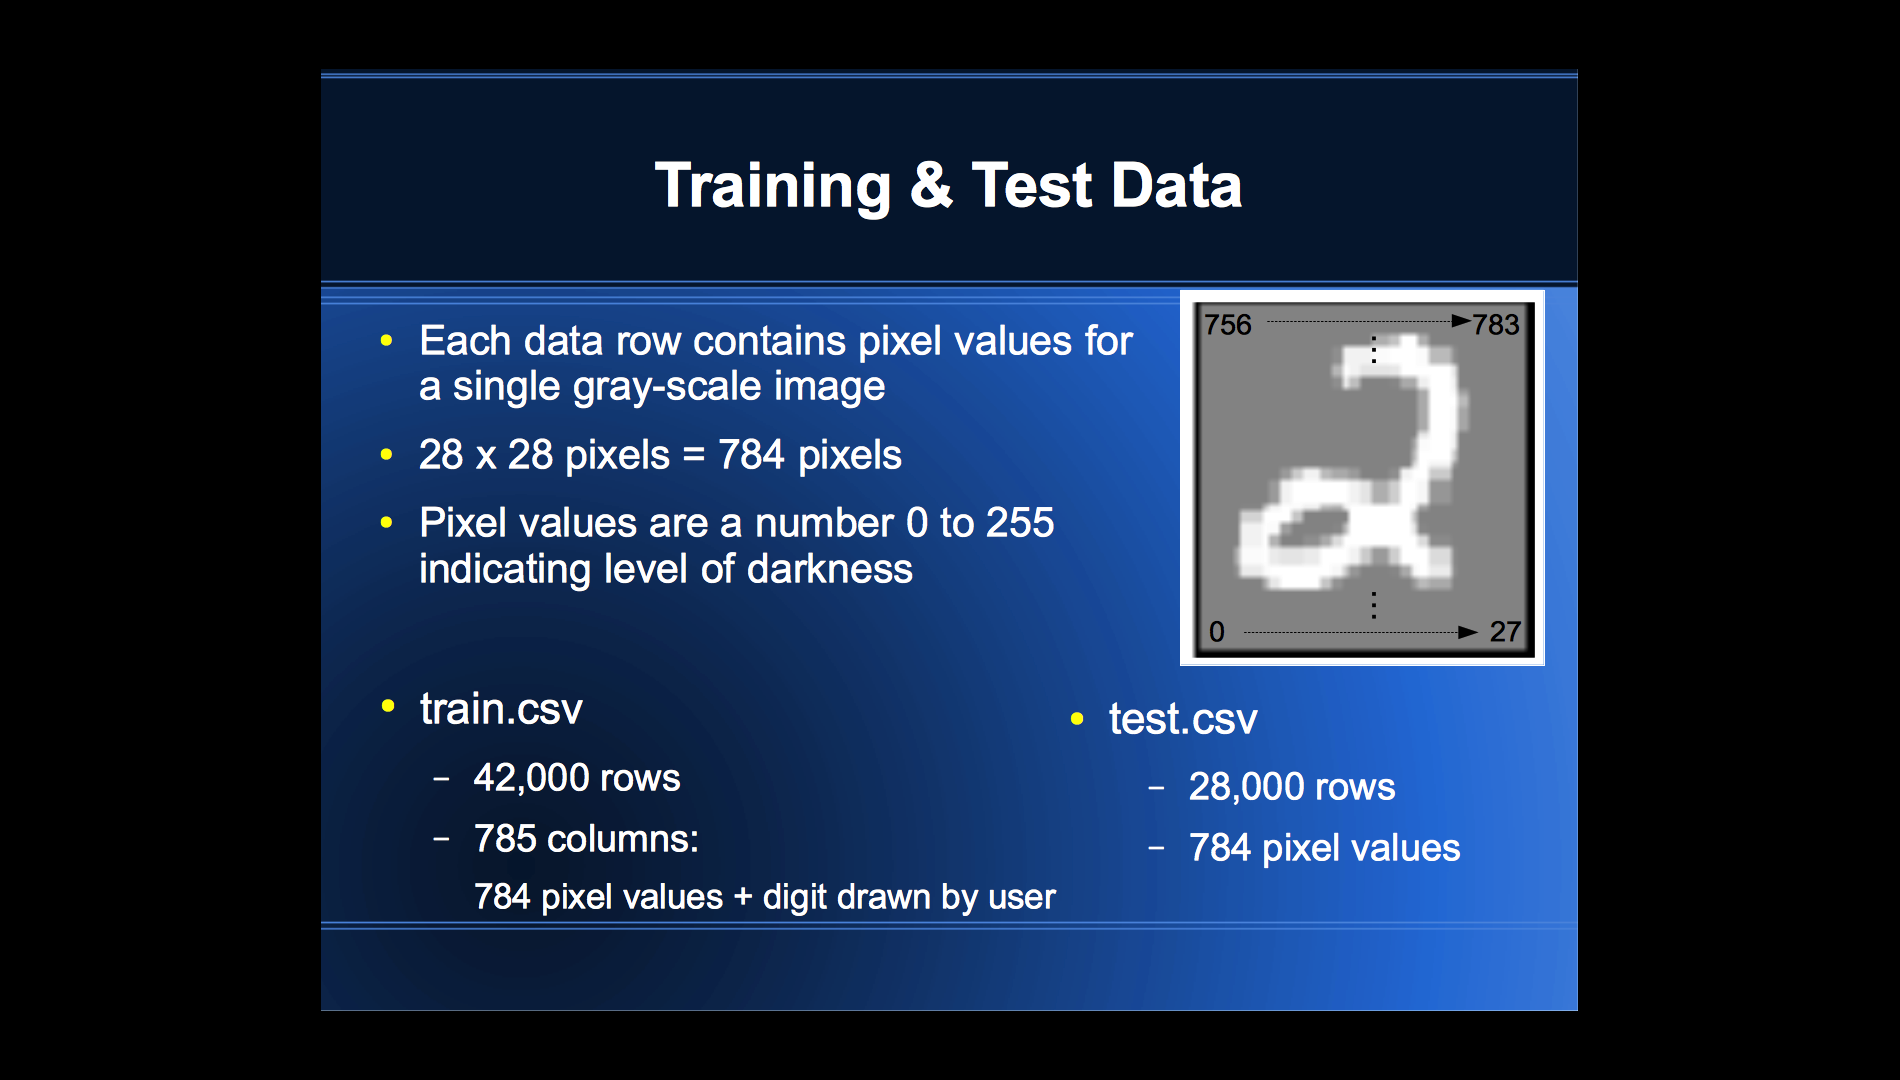 Training & Test Data
• Each data row contains pixel values for
a single gray-scale image
• 28 x 28 pixels = 784 pixels
• Pixel values are a number 0 to 255
indicating level of darkness
756 783
0 27
• train.csv
– 42,000 rows
– 785 columns:
784 pixel values + digit drawn by user
• test.csv
– 28,000 rows
– 784 pixel values